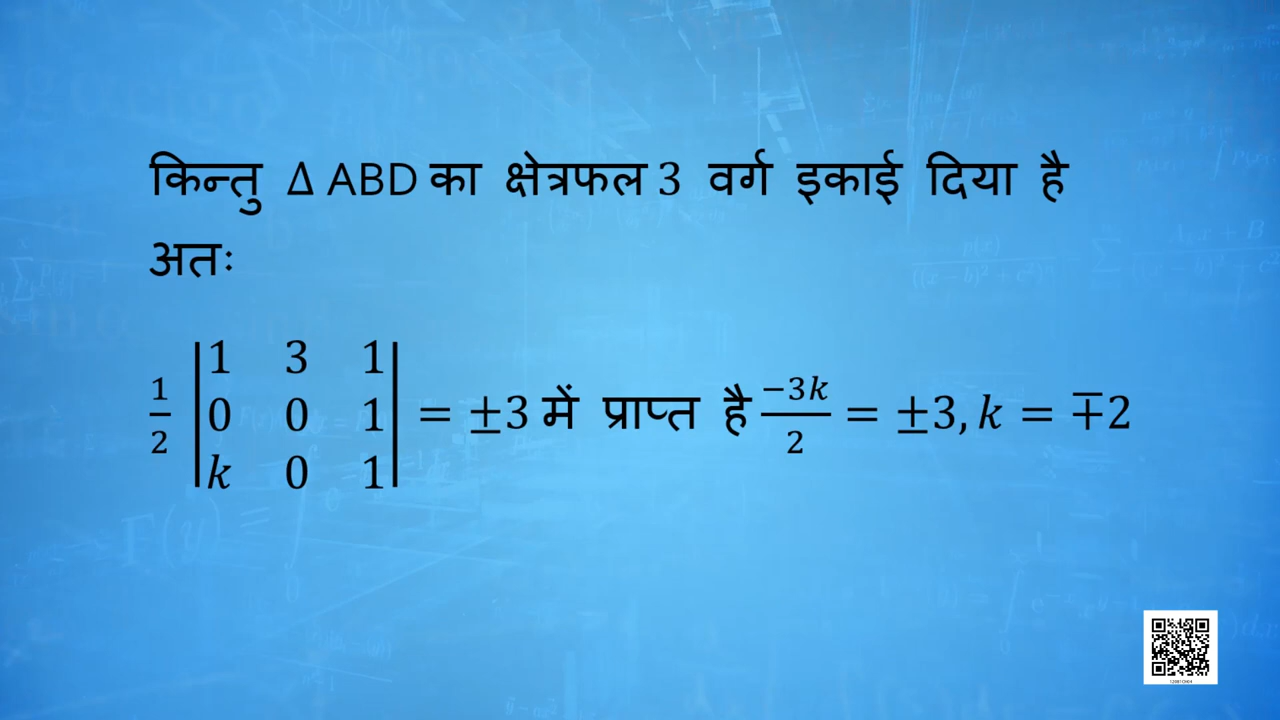 किन्तु Δ ABD का क्षेत्रफल 3 वर्ग इकाई दिया है
अतः
1/2 |1 3 1; 0 0 1; k 0 1| = ±3 में प्राप्त है −3k/2 = ±3, k = ∓2